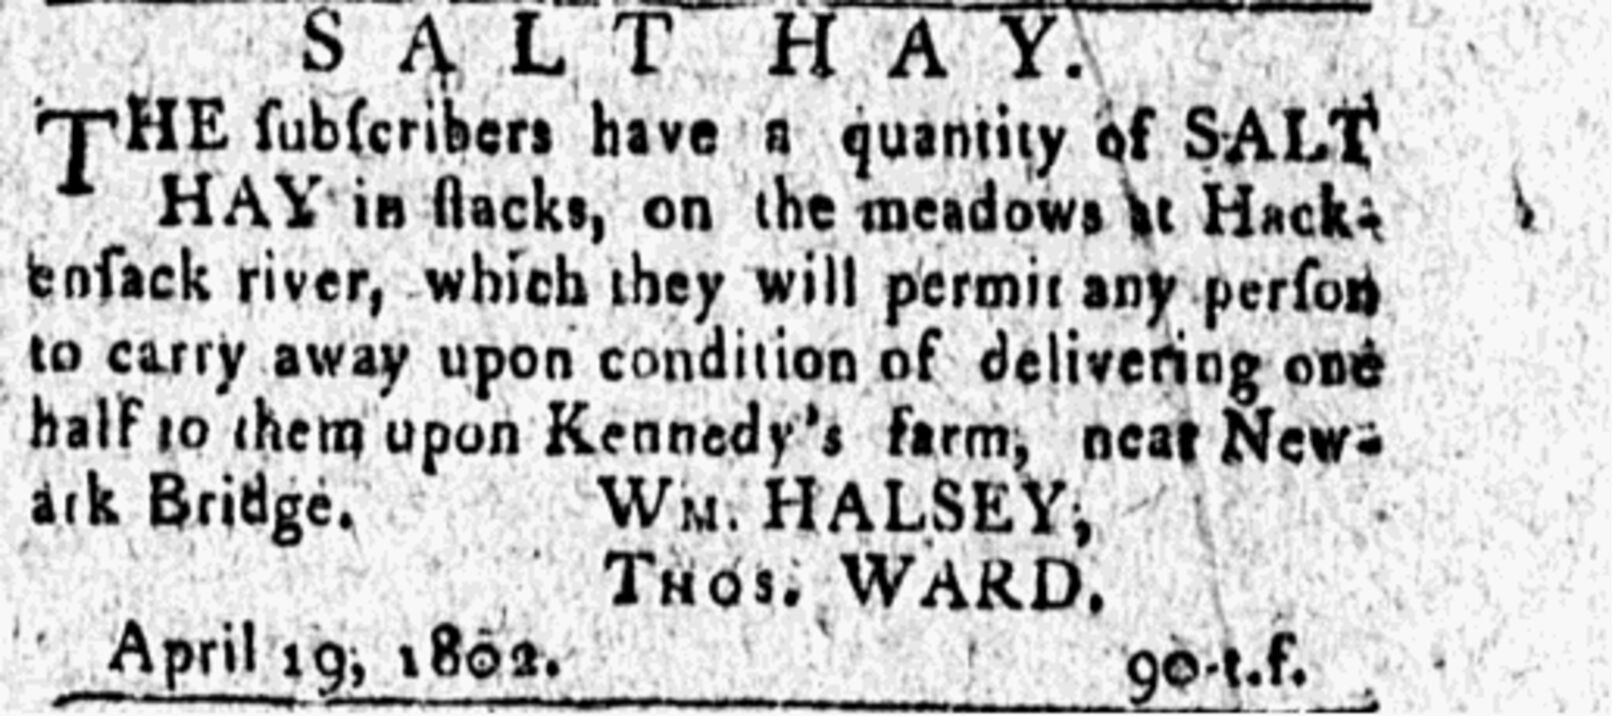 SALT HAY.
THE ſubſcribers have a quantity of SALT
HAY in ſtacks, on the meadows at Hack-
enſack river, which they will permit any perſon
to carry away upon condition of delivering one
half to them upon Kennedy's farm, near New-
ark Bridge. WM. HALSEY,
THOS. WARD.
April 19, 1802. 90-t.f.